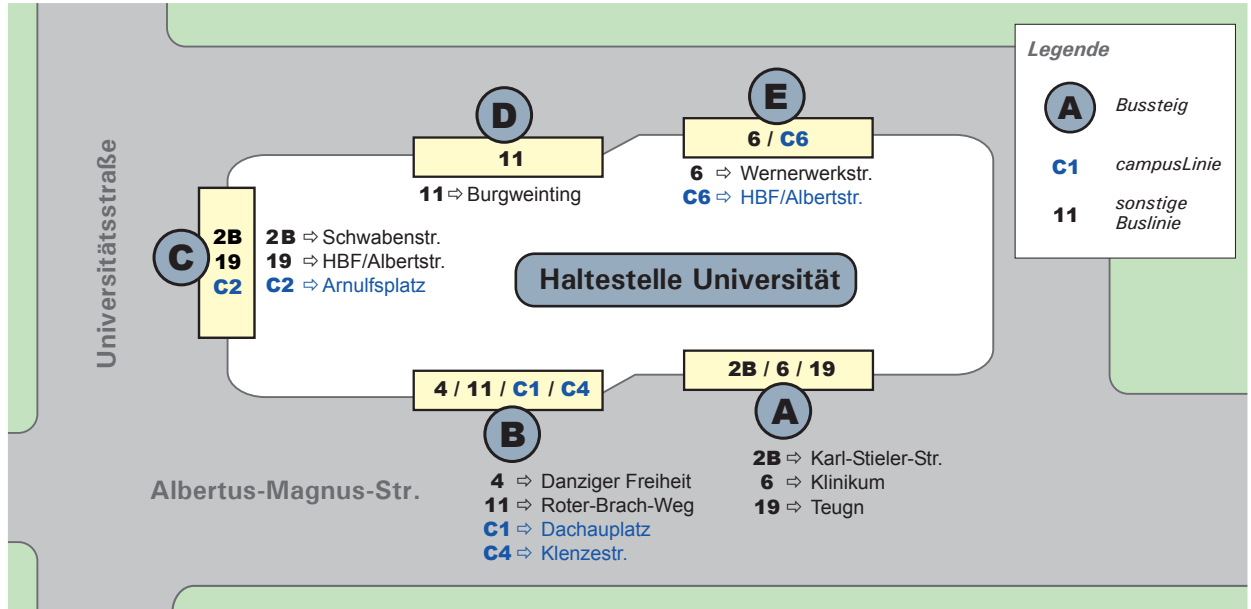 Legende
A Bussteig
C1 campusLinie
11 sonstige
Buslinie
Universitätsstraße
Albertus-Magnus-Str.
Haltestelle Universität
D
11
11 ⇨ Burgweinting
E
6 / C6
6 ⇨ Wernerwerkstr.
C6 ⇨ HBF/Albertstr.
C
2B
19
C2
2B ⇨ Schwabenstr.
19 ⇨ HBF/Albertstr.
C2 ⇨ Arnulfsplatz
4 / 11 / C1 / C4
B
4 ⇨ Danziger Freiheit
11 ⇨ Roter-Brach-Weg
C1 ⇨ Dachauplatz
C4 ⇨ Klenzestr.
2B / 6 / 19
A
2B ⇨ Karl-Stieler-Str.
6 ⇨ Klinikum
19 ⇨ Teugn